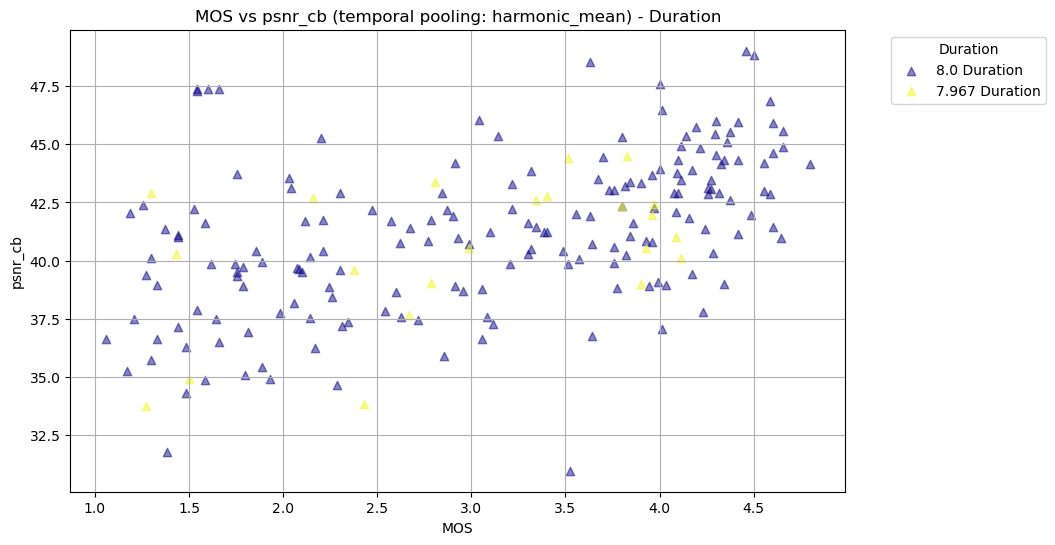 MOS vs psnr_cb (temporal pooling: harmonic_mean) - Duration
Duration
8.0 Duration
7.967 Duration
psnr_cb
47.5
45.0
42.5
40.0
37.5
35.0
32.5
1.0 1.5 2.0 2.5 3.0 3.5 4.0 4.5
MOS